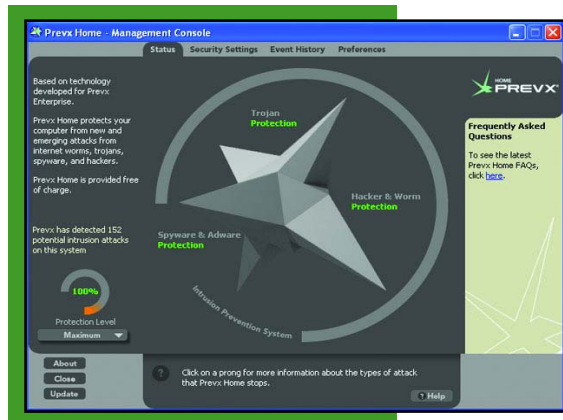 Prevx Home - Management Console
Status Security Settings Event History Preferences
Based on technology
developed for Prevx
Enterprise.
Prevx Home protects your
computer from new and
emerging attacks from
internet worms, trojans,
spyware, and hackers.
Prevx Home is provided free
of charge.
Prevx has detected 152
potential intrusion attacks
on this system
100%
Protection Level
Maximum
About
Close
Update
Trojan
Protection
Hacker & Worm
Protection
Spyware & Adware
Protection
Intrusion Prevention System
? Click on a prong for more information about the types of attack
that Prevx Home stops.
? Help
HOME
PREVX
Frequently Asked
Questions
To see the latest
Prevx Home FAQs,
click here.